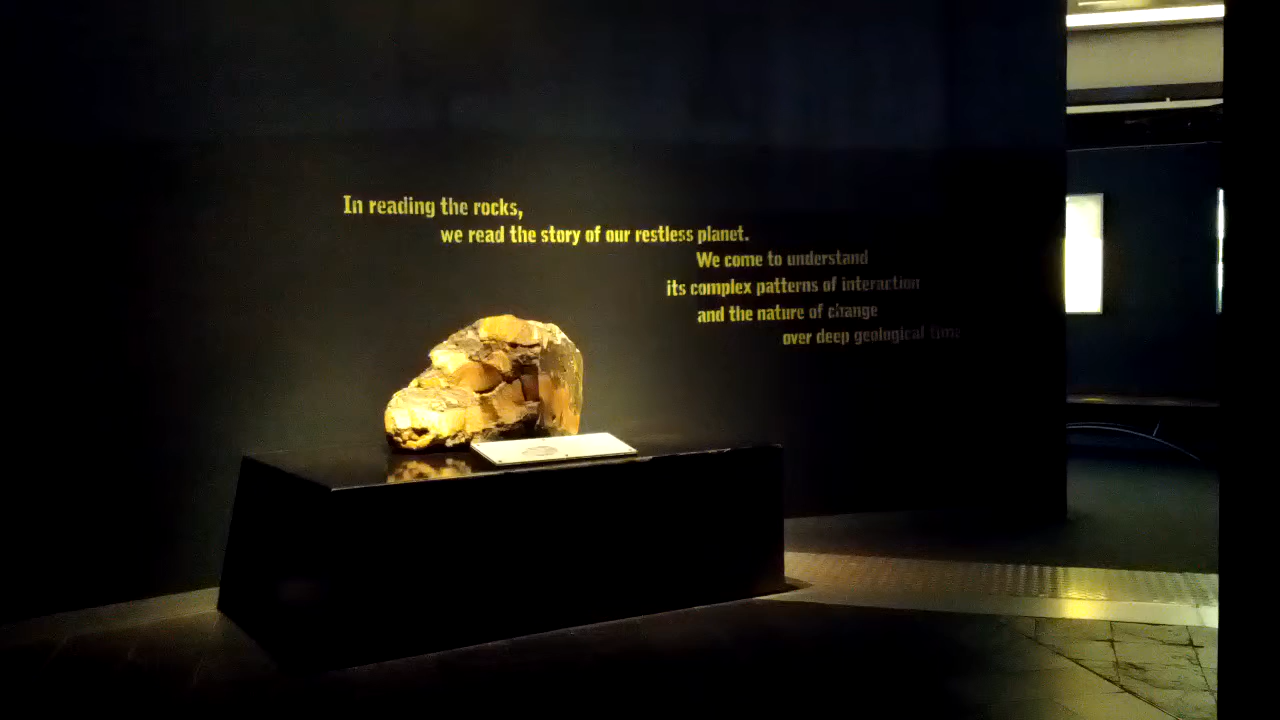 In reading the rocks,
we read the story of our restless planet.
We come to understand
its complex patterns of interaction
and the nature of change
over deep geological time